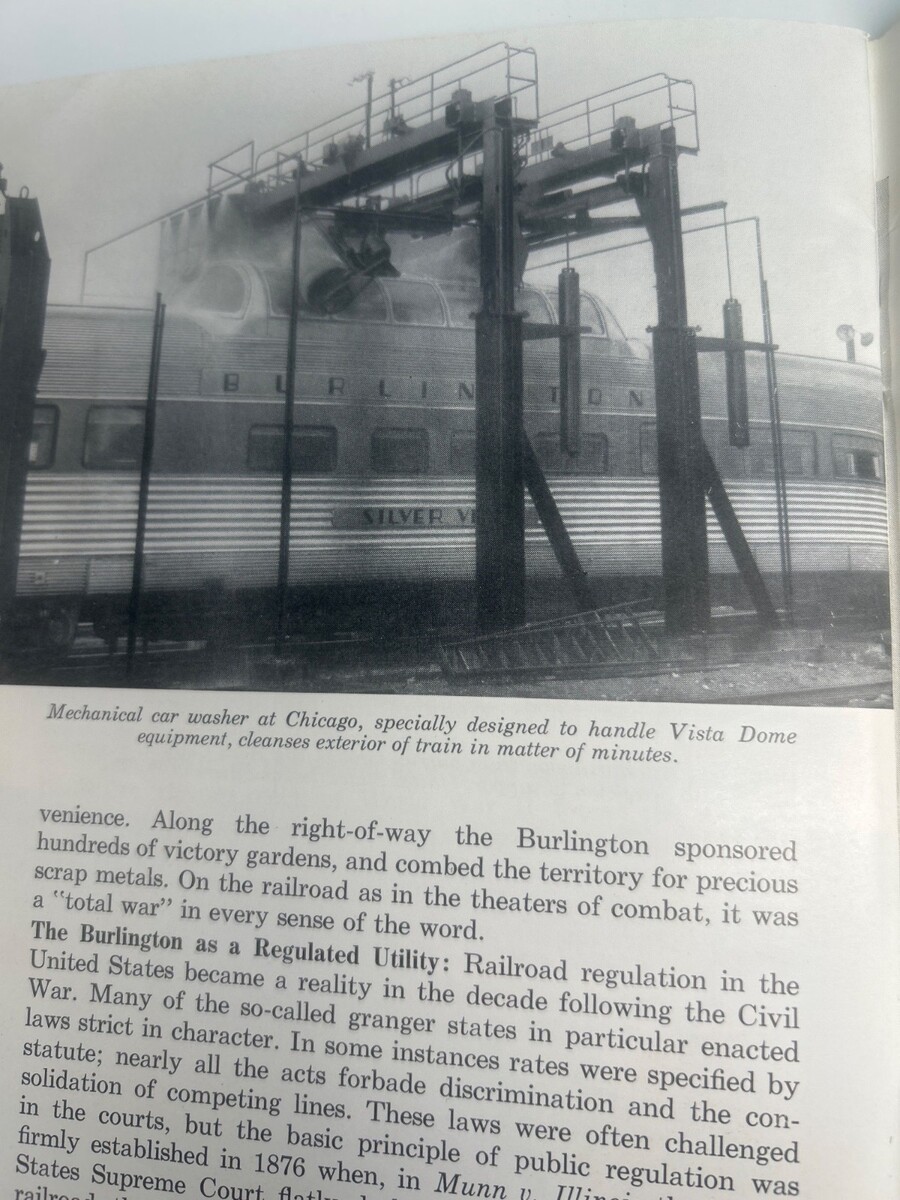 BURLIN TON
SILVER VI
Mechanical car washer at Chicago, specially designed to handle Vista Dome
equipment, cleanses exterior of train in matter of minutes.
venience. Along the right-of-way the Burlington sponsored
hundreds of victory gardens, and combed the territory for precious
scrap metals. On the railroad as in the theaters of combat, it was
a "total war" in every sense of the word.
The Burlington as a Regulated Utility: Railroad regulation in the
United States became a reality in the decade following the Civil
War. Many of the so-called granger states in particular enacted
laws strict in character. In some instances rates were specified by
statute; nearly all the acts forbade discrimination and the con-
solidation of competing lines. These laws were often challenged
in the courts, but the basic principle of public regulation was
firmly established in 1876 when, in Munn v.
States Supreme Court flatly